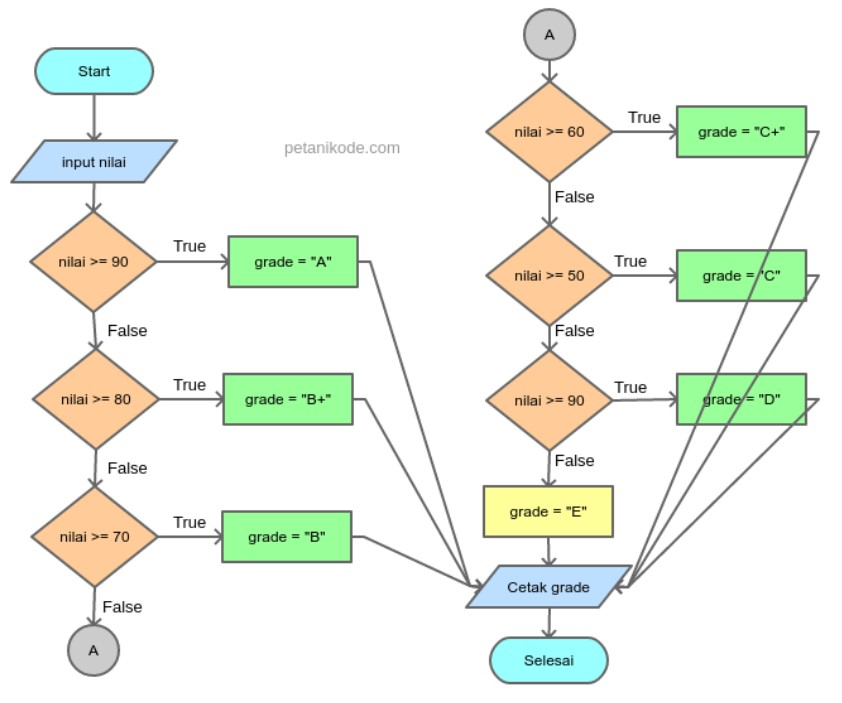 Start
input nilai
petanikode.com
nilai >= 90
True
grade = "A"
False
nilai >= 80
True
grade = "B+"
False
nilai >= 70
True
grade = "B"
False
A
A
nilai >= 60
True
grade = "C+"
False
nilai >= 50
True
grade = "C"
False
nilai >= 90
True
grade = "D"
False
grade = "E"
Cetak grade
Selesai